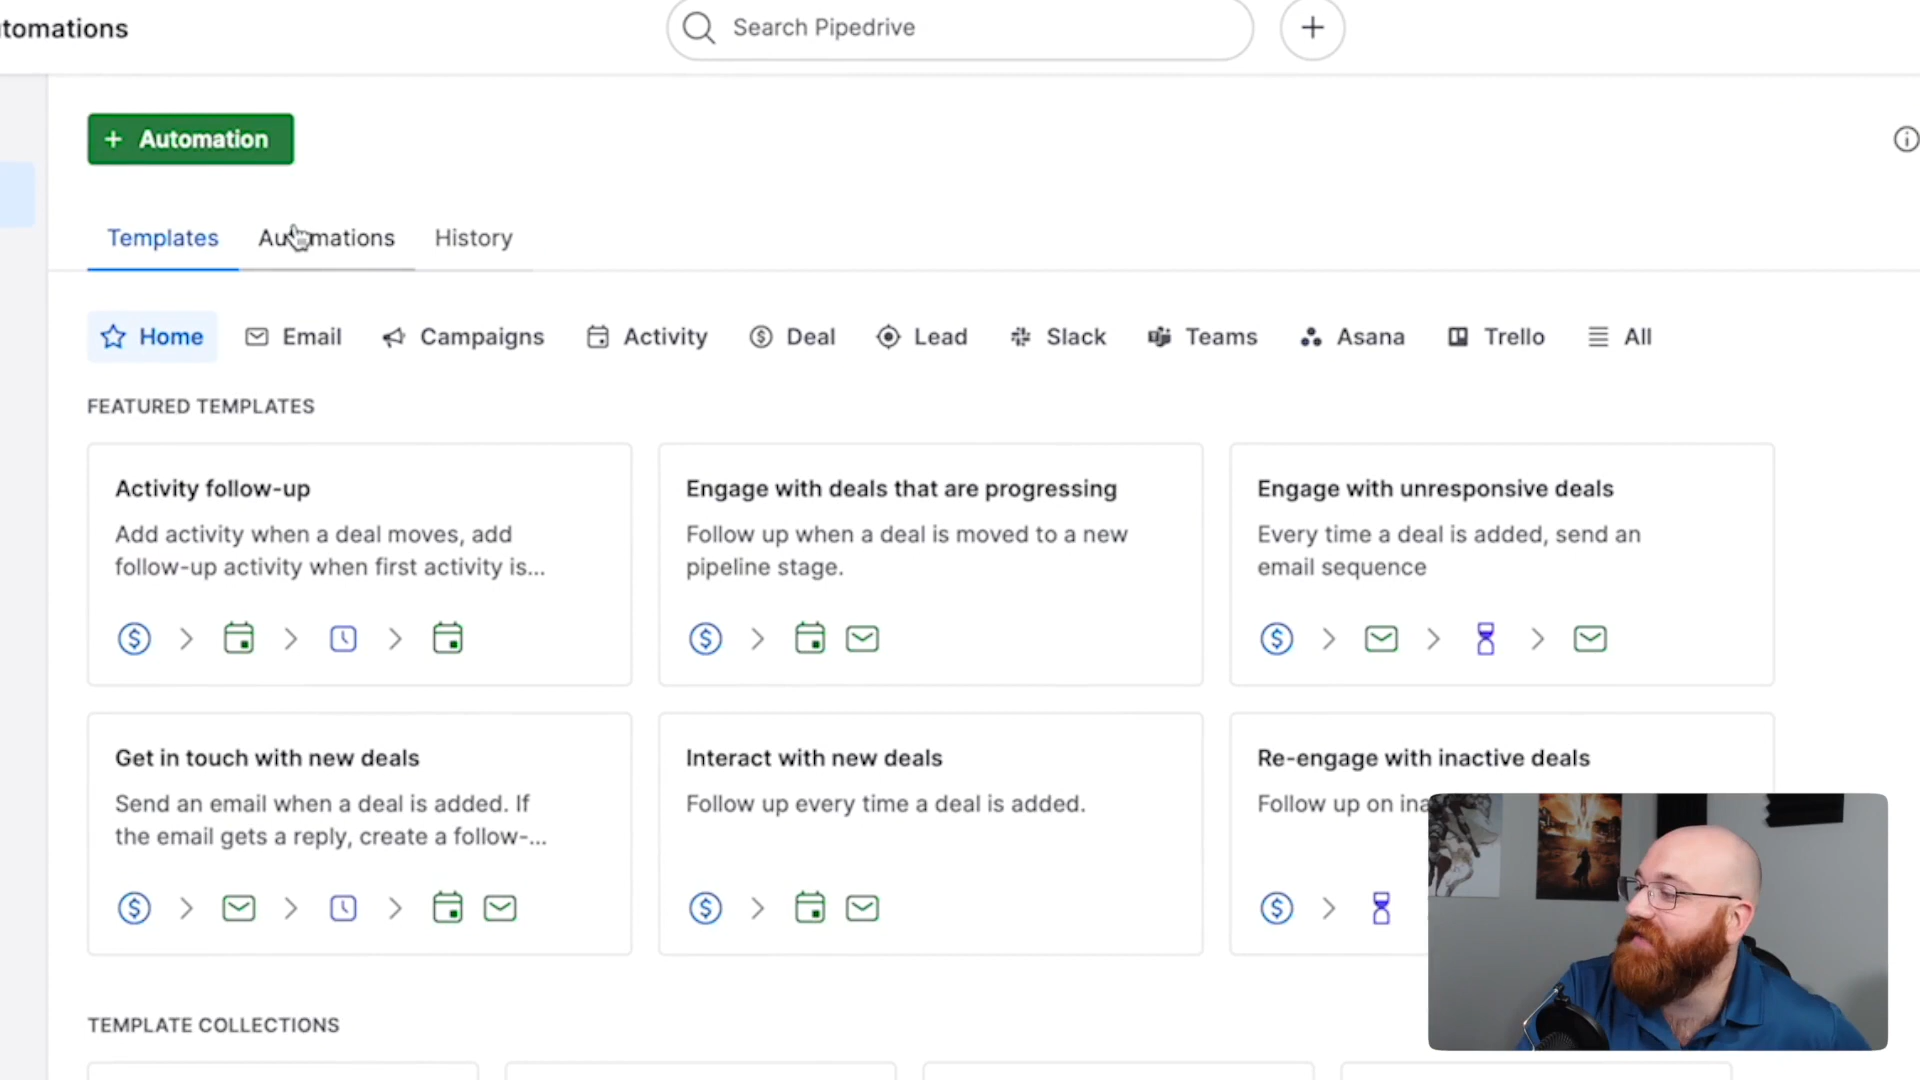 tomations
Search Pipedrive
+ Automation
Templates
Automations
History
Home
Email
Campaigns
Activity
Deal
Lead
Slack
Teams
Asana
Trello
All
FEATURED TEMPLATES
Activity follow-up
Add activity when a deal moves, add
follow-up activity when first activity is...
Engage with deals that are progressing
Follow up when a deal is moved to a new
pipeline stage.
Engage with unresponsive deals
Every time a deal is added, send an
email sequence
Get in touch with new deals
Send an email when a deal is added. If
the email gets a reply, create a follow-...
Interact with new deals
Follow up every time a deal is added.
Re-engage with inactive deals
Follow up on ina
TEMPLATE COLLECTIONS